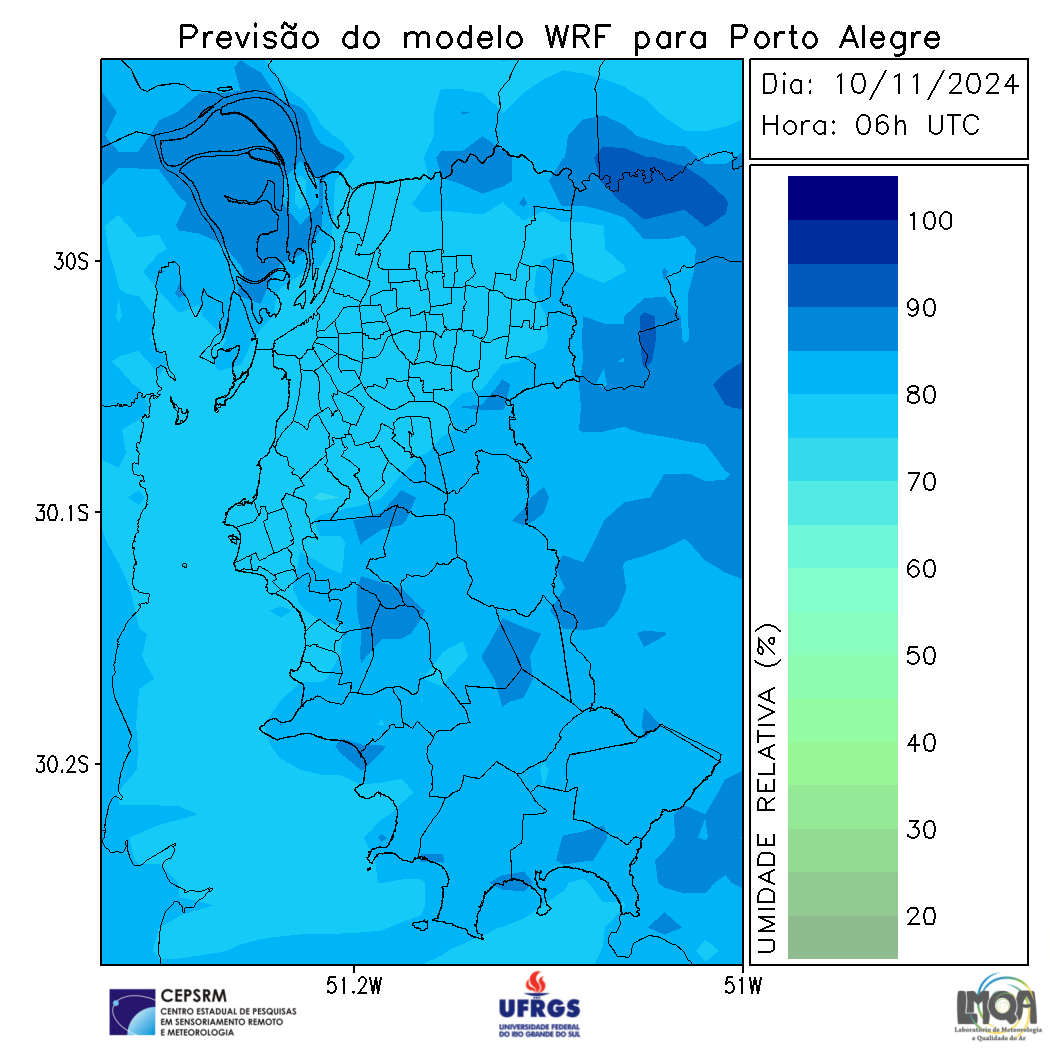 Previsão do modelo WRF para Porto Alegre
Dia: 10/11/2024
Hora: 06h UTC
30S
30.1S
30.2S
51.2W
51W
100
90
80
70
60
50
40
30
20
UMIDADE RELATIVA (%)
CEPSRM
CENTRO ESTADUAL DE PESQUISAS
EM SENSORIAMENTO REMOTO
E METEOROLOGIA
UFRGS
UNIVERSIDADE FEDERAL
DO RIO GRANDE DO SUL
LMQA
Laboratório de Meteorologia
e Qualidade do Ar